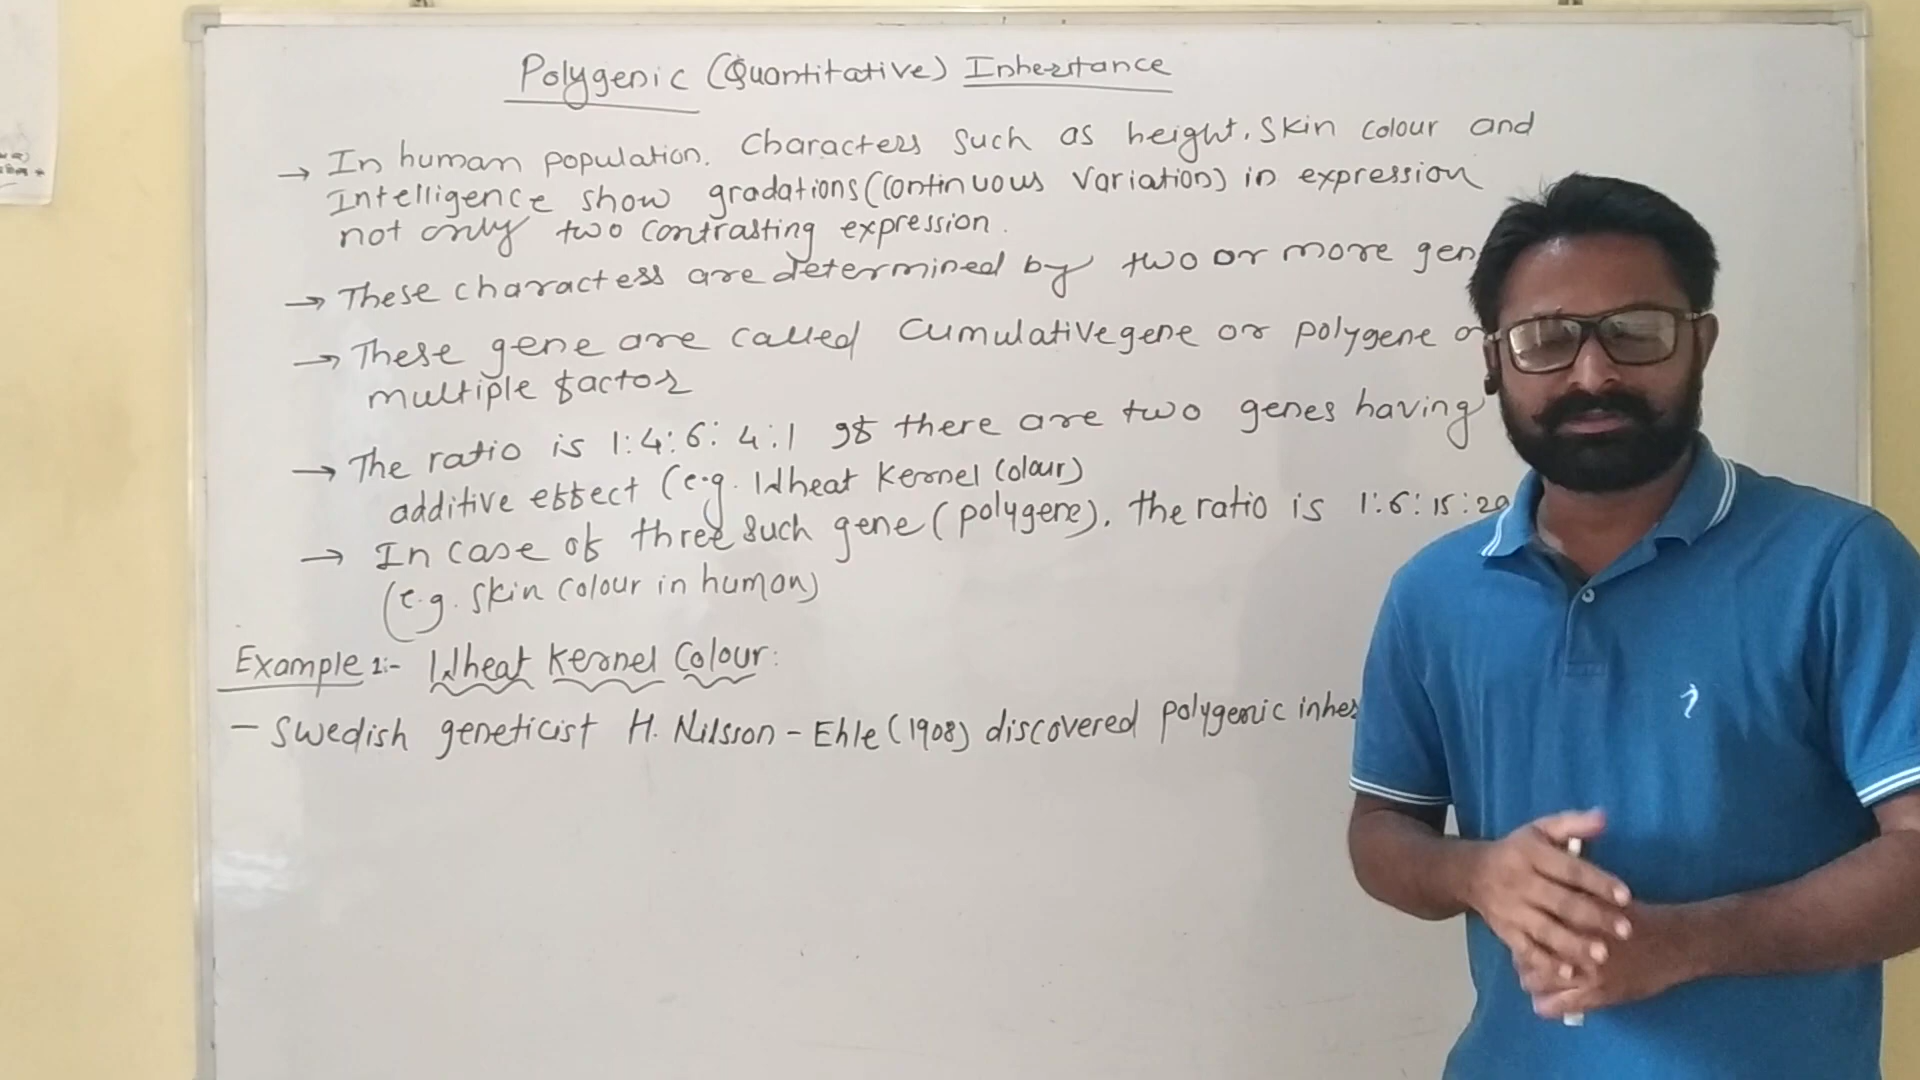 Polygenic (Quantitative) Inheritance
→ In human population. Characters such as height, skin colour and
Intelligence show gradations (continuous variation) in expression
not only two contrasting expression.
→ These characters are determined by two or more gen
→ These gene are called cumulative gene or polygene o
multiple factor
→ The ratio is 1:4:6:4:1 If there are two genes having
additive effect (e.g. Wheat Kernel Colour)
→ In case of three such gene (polygene), the ratio is 1:6:15:20
(e.g. skin colour in human)
Example 1:- Wheat Kernel Colour:
- Swedish geneticist H. Nilsson - Ehle (1908) discovered polygenic inher